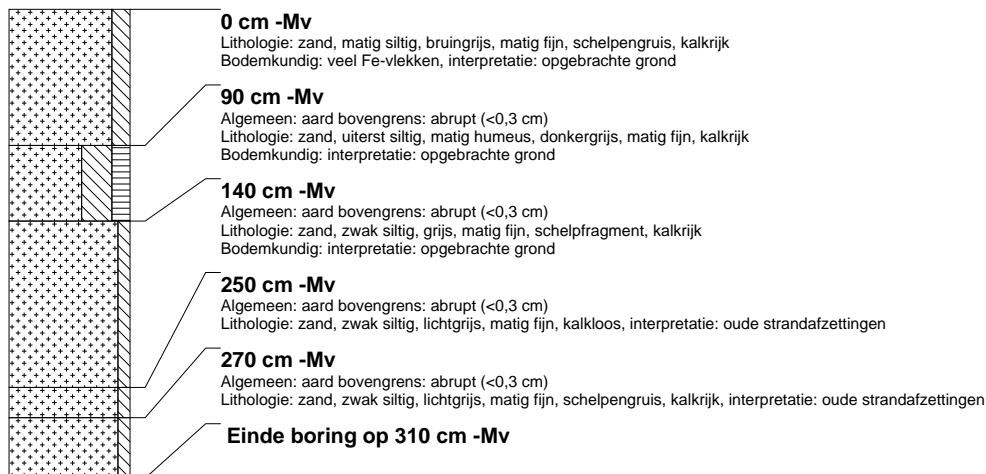 0 cm -Mv
Lithologie: zand, matig siltig, bruingrijs, matig fijn, schelpengruis, kalkrijk
Bodemkundig: veel Fe-vlekken, interpretatie: opgebrachte grond
90 cm -Mv
Algemeen: aard bovengrens: abrupt (<0,3 cm)
Lithologie: zand, uiterst siltig, matig humeus, donkergrijs, matig fijn, kalkrijk
Bodemkundig: interpretatie: opgebrachte grond
140 cm -Mv
Algemeen: aard bovengrens: abrupt (<0,3 cm)
Lithologie: zand, zwak siltig, grijs, matig fijn, schelpfragment, kalkrijk
Bodemkundig: interpretatie: opgebrachte grond
250 cm -Mv
Algemeen: aard bovengrens: abrupt (<0,3 cm)
Lithologie: zand, zwak siltig, lichtgrijs, matig fijn, kalkloos, interpretatie: oude strandafzettingen
270 cm -Mv
Algemeen: aard bovengrens: abrupt (<0,3 cm)
Lithologie: zand, zwak siltig, lichtgrijs, matig fijn, schelpengruis, kalkrijk, interpretatie: oude strandafzettingen
Einde boring op 310 cm -Mv